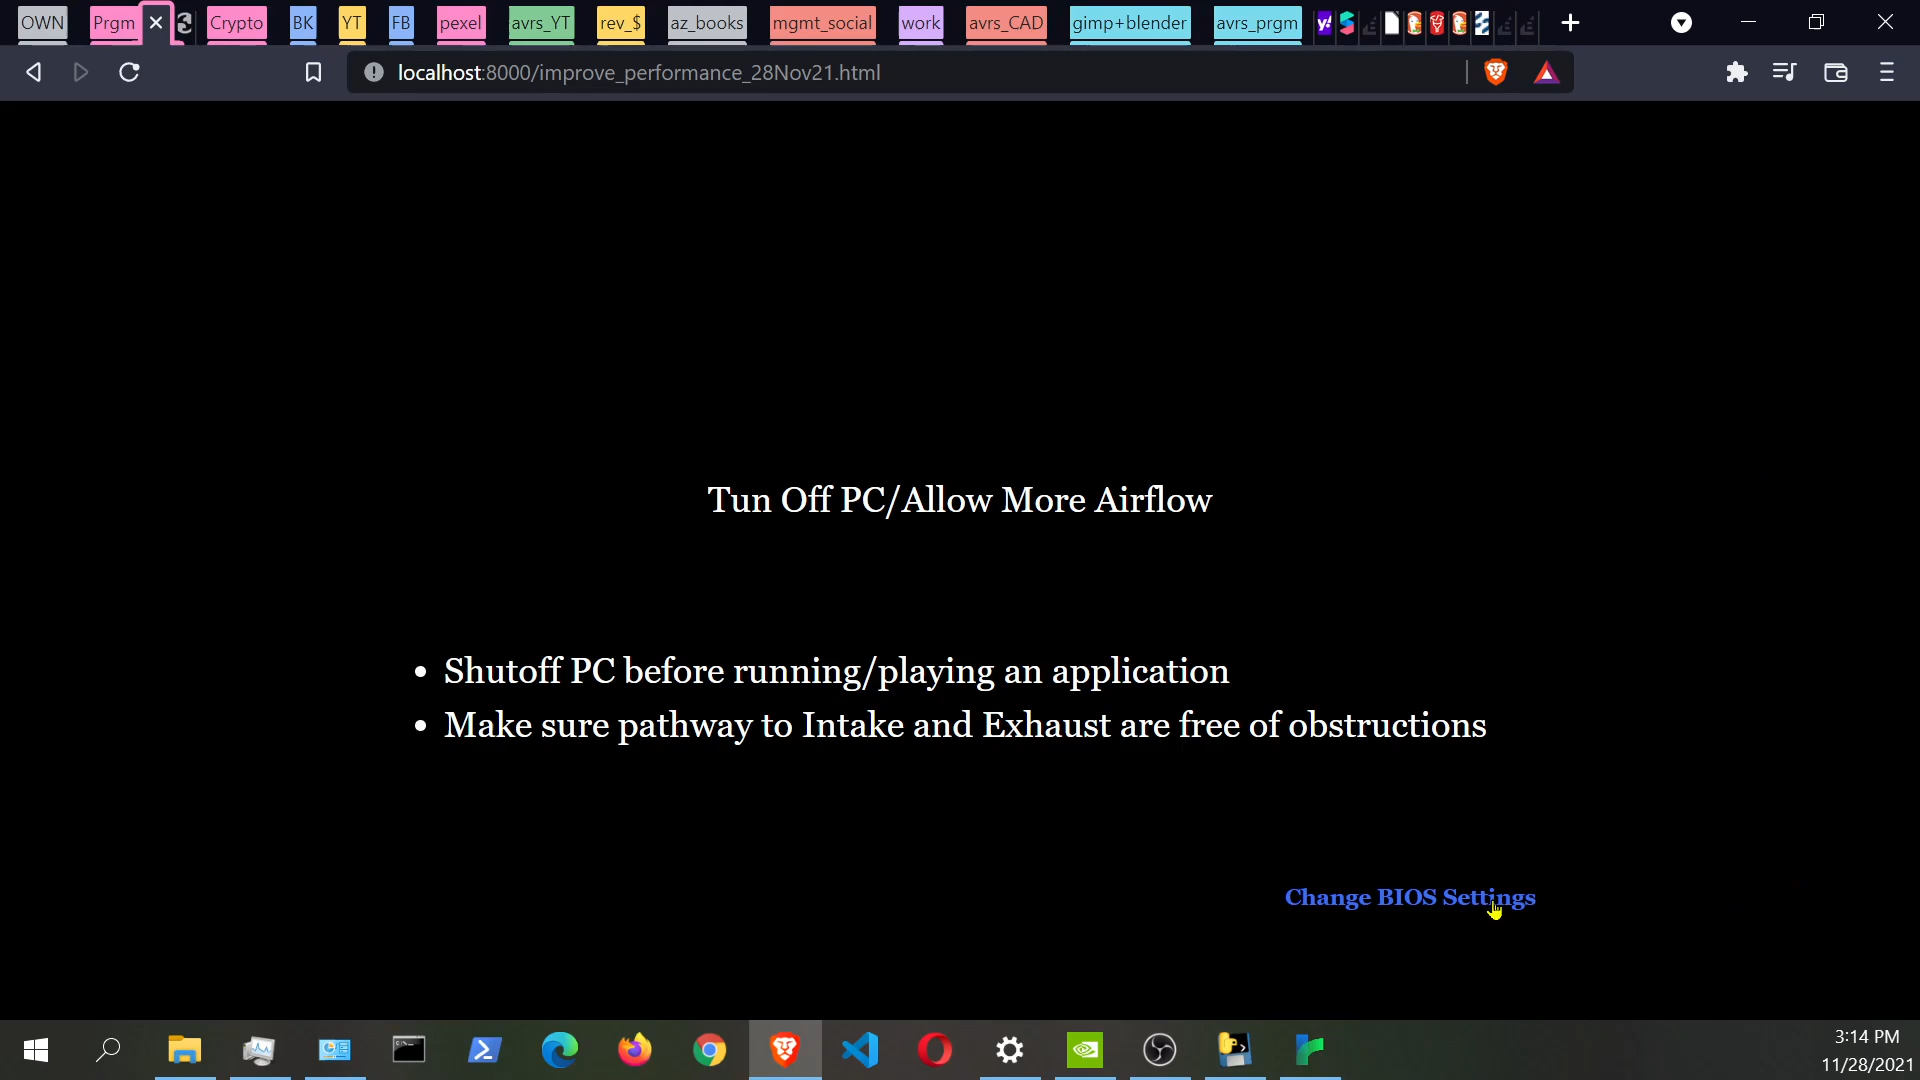 OWN Prgm Crypto BK YT FB pexel avrs_YT rev_$ az_books mgmt_social work avrs_CAD gimp+blender avrs_prgm
localhost:8000/improve_performance_28Nov21.html
Tun Off PC/Allow More Airflow
• Shutoff PC before running/playing an application
• Make sure pathway to Intake and Exhaust are free of obstructions
Change BIOS Settings
3:14 PM
11/28/2021